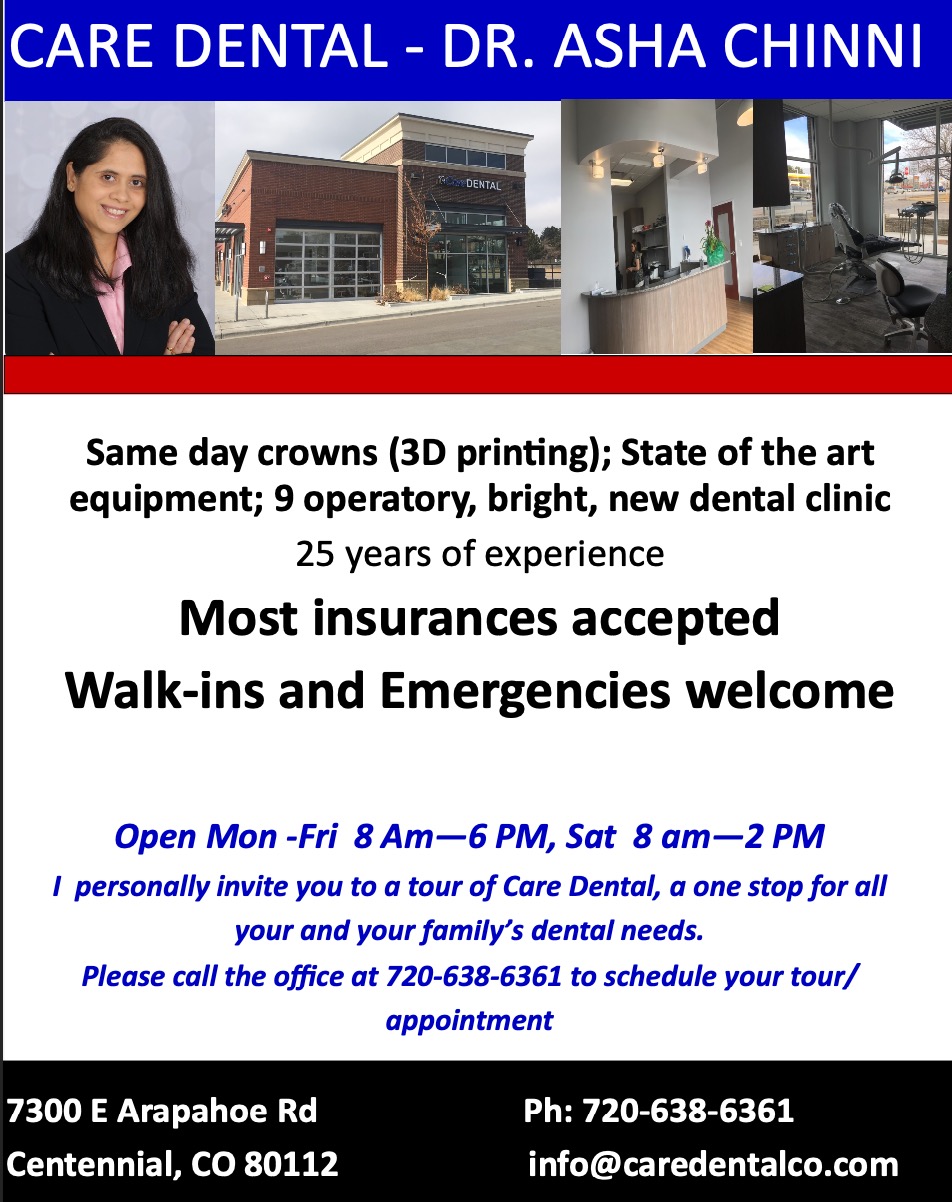 CARE DENTAL - DR. ASHA CHINNI
DENTAL
Same day crowns (3D printing); State of the art
equipment; 9 operatory, bright, new dental clinic
25 years of experience
Most insurances accepted
Walk-ins and Emergencies welcome
Open Mon -Fri  8 Am—6 PM, Sat  8 am—2 PM
I  personally invite you to a tour of Care Dental, a one stop for all
your and your family’s dental needs.
Please call the office at 720-638-6361 to schedule your tour/
appointment
7300 E Arapahoe Rd
Ph: 720-638-6361
Centennial, CO 80112
info@caredentalco.com